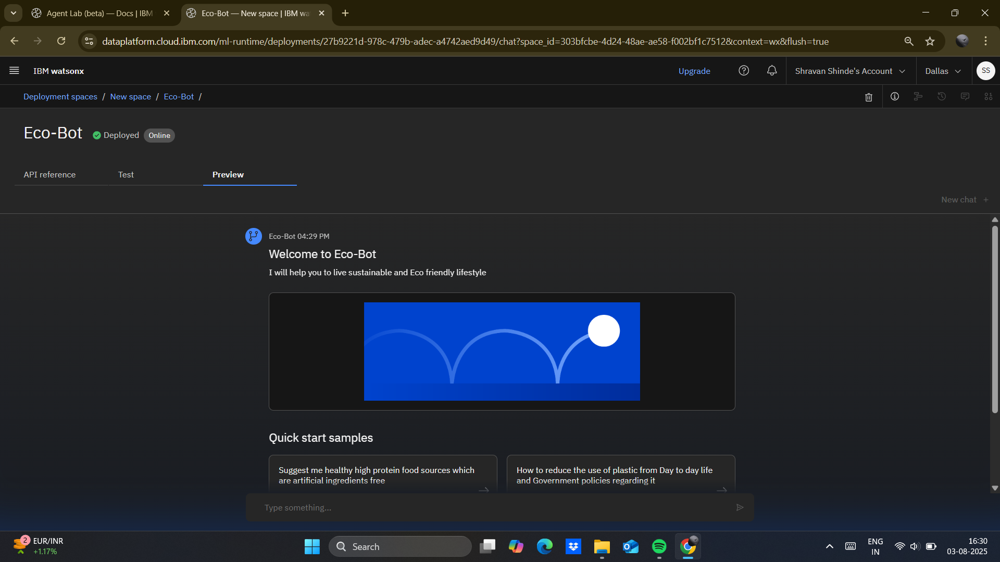 Agent Lab (beta) — Docs | IBM
Eco-Bot — New space | IBM wa
dataplatform.cloud.ibm.com/ml-runtime/deployments/27b9221d-978c-479b-adec-a4742aed9d49/chat?space_id=303bfcbe-4d24-48ae-ae58-f002bf1c7512&context=wx&flush=true
IBM watsonx
Upgrade
Shravan Shinde's Account
Dallas
SS
Deployment spaces / New space / Eco-Bot /
Eco-Bot
Deployed
Online
API reference
Test
Preview
New chat +
Eco-Bot 04:29 PM
Welcome to Eco-Bot
I will help you to live sustainable and Eco friendly lifestyle
Quick start samples
Suggest me healthy high protein food sources which
are artificial ingredients free
How to reduce the use of plastic from Day to day life
and Government policies regarding it
Type something...
2
EUR/INR
+1.17%
Search
ENG
IN
16:30
03-08-2025